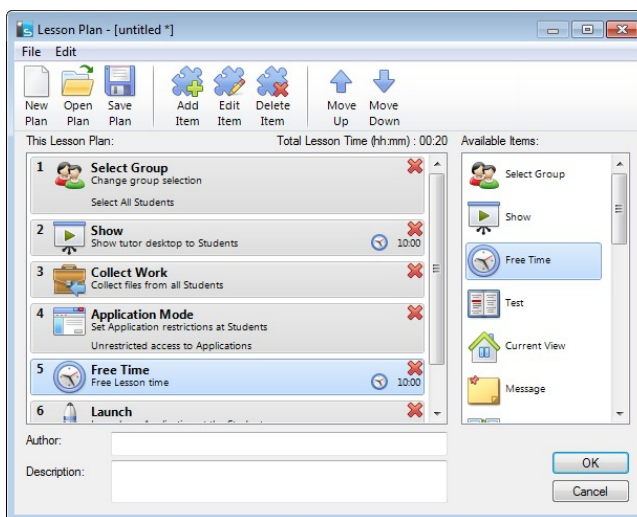 Lesson Plan - [untitled *]
File Edit
New Plan
Open Plan
Save Plan
Add Item
Edit Item
Delete Item
Move Up
Move Down
This Lesson Plan:
Total Lesson Time (hh:mm) : 00:20
1 Select Group
Change group selection
Select All Students
2 Show
Show tutor desktop to Students
10:00
3 Collect Work
Collect files from all Students
4 Application Mode
Set Application restrictions at Students
Unrestricted access to Applications
5 Free Time
Free Lesson time
10:00
6 Launch
Available Items:
Select Group
Show
Free Time
Test
Current View
Message
Author:
Description:
OK
Cancel